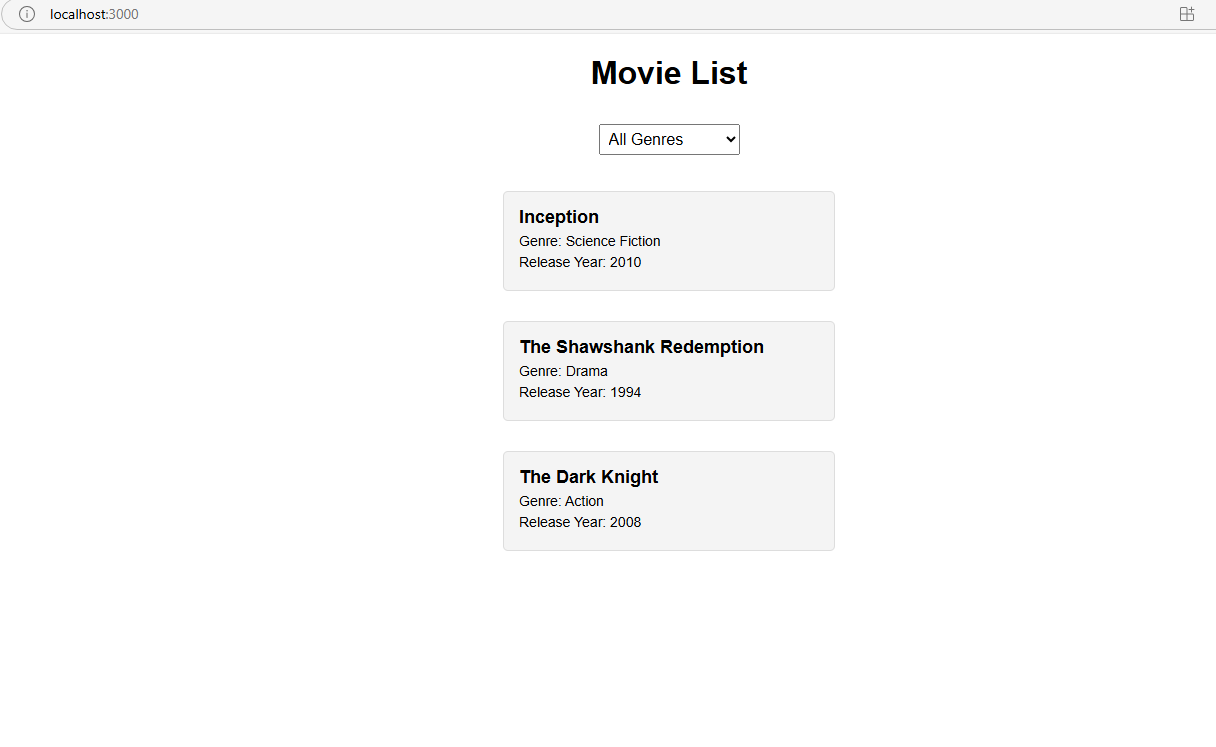 localhost:3000
Movie List
All Genres
Inception
Genre: Science Fiction
Release Year: 2010
The Shawshank Redemption
Genre: Drama
Release Year: 1994
The Dark Knight
Genre: Action
Release Year: 2008